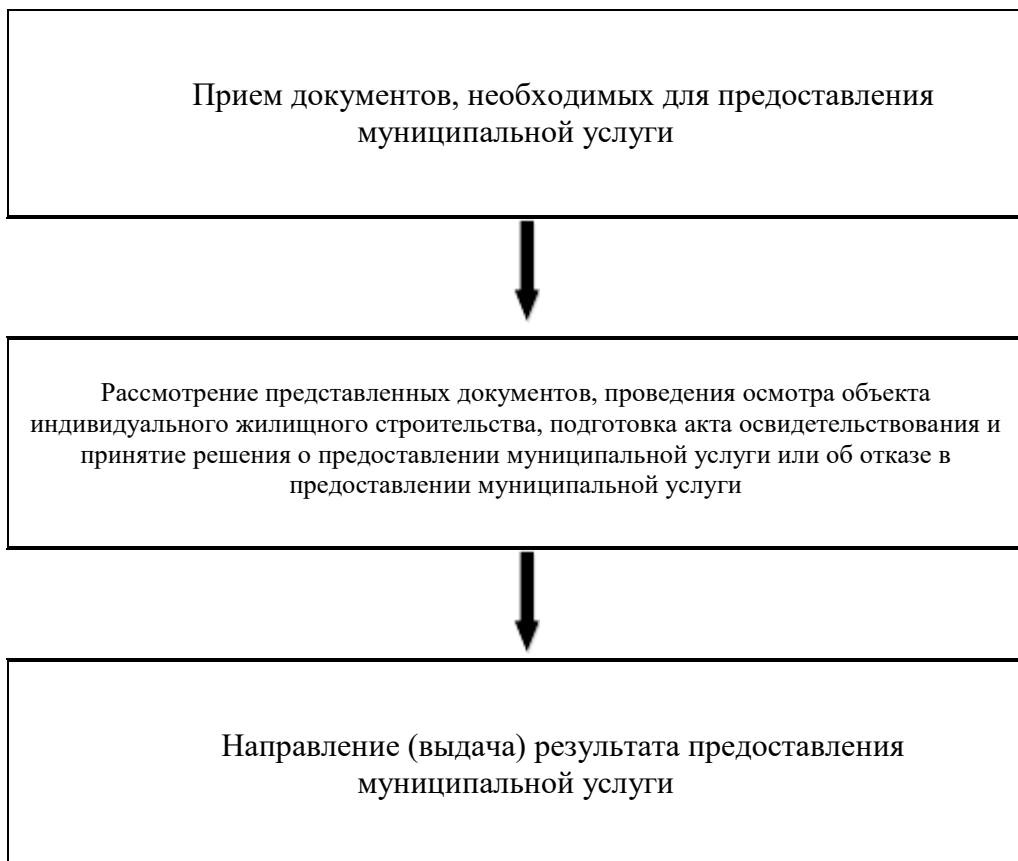 Прием документов, необходимых для предоставления
муниципальной услуги
Рассмотрение представленных документов, проведения осмотра объекта
индивидуального жилищного строительства, подготовка акта освидетельствования и
принятие решения о предоставлении муниципальной услуги или об отказе в
предоставлении муниципальной услуги
Направление (выдача) результата предоставления
муниципальной услуги